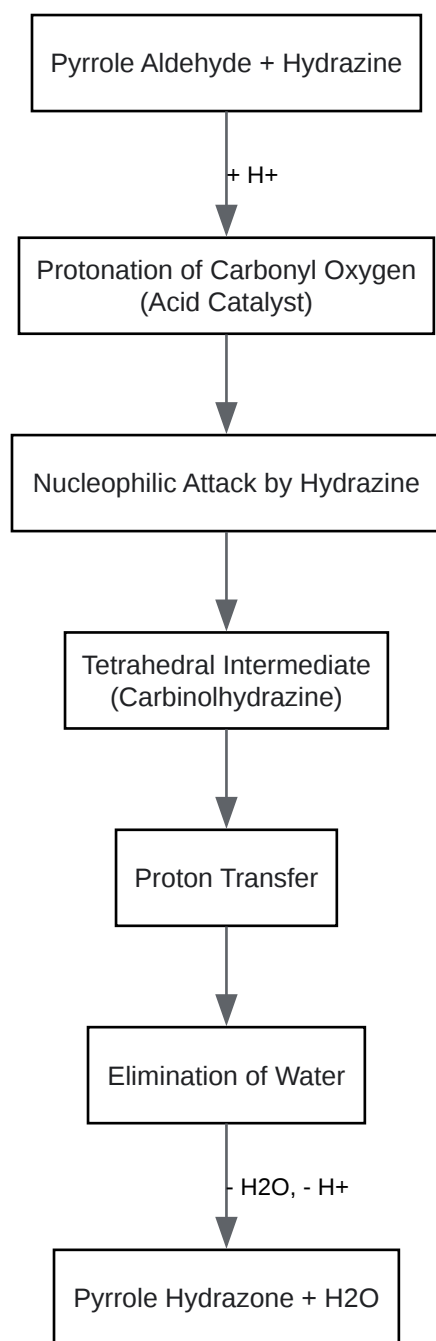 Pyrrole Aldehyde + Hydrazine
+ H+
Protonation of Carbonyl Oxygen
(Acid Catalyst)
Nucleophilic Attack by Hydrazine
Tetrahedral Intermediate
(Carbinolhydrazine)
Proton Transfer
Elimination of Water
- H2O, - H+
Pyrrole Hydrazone + H2O